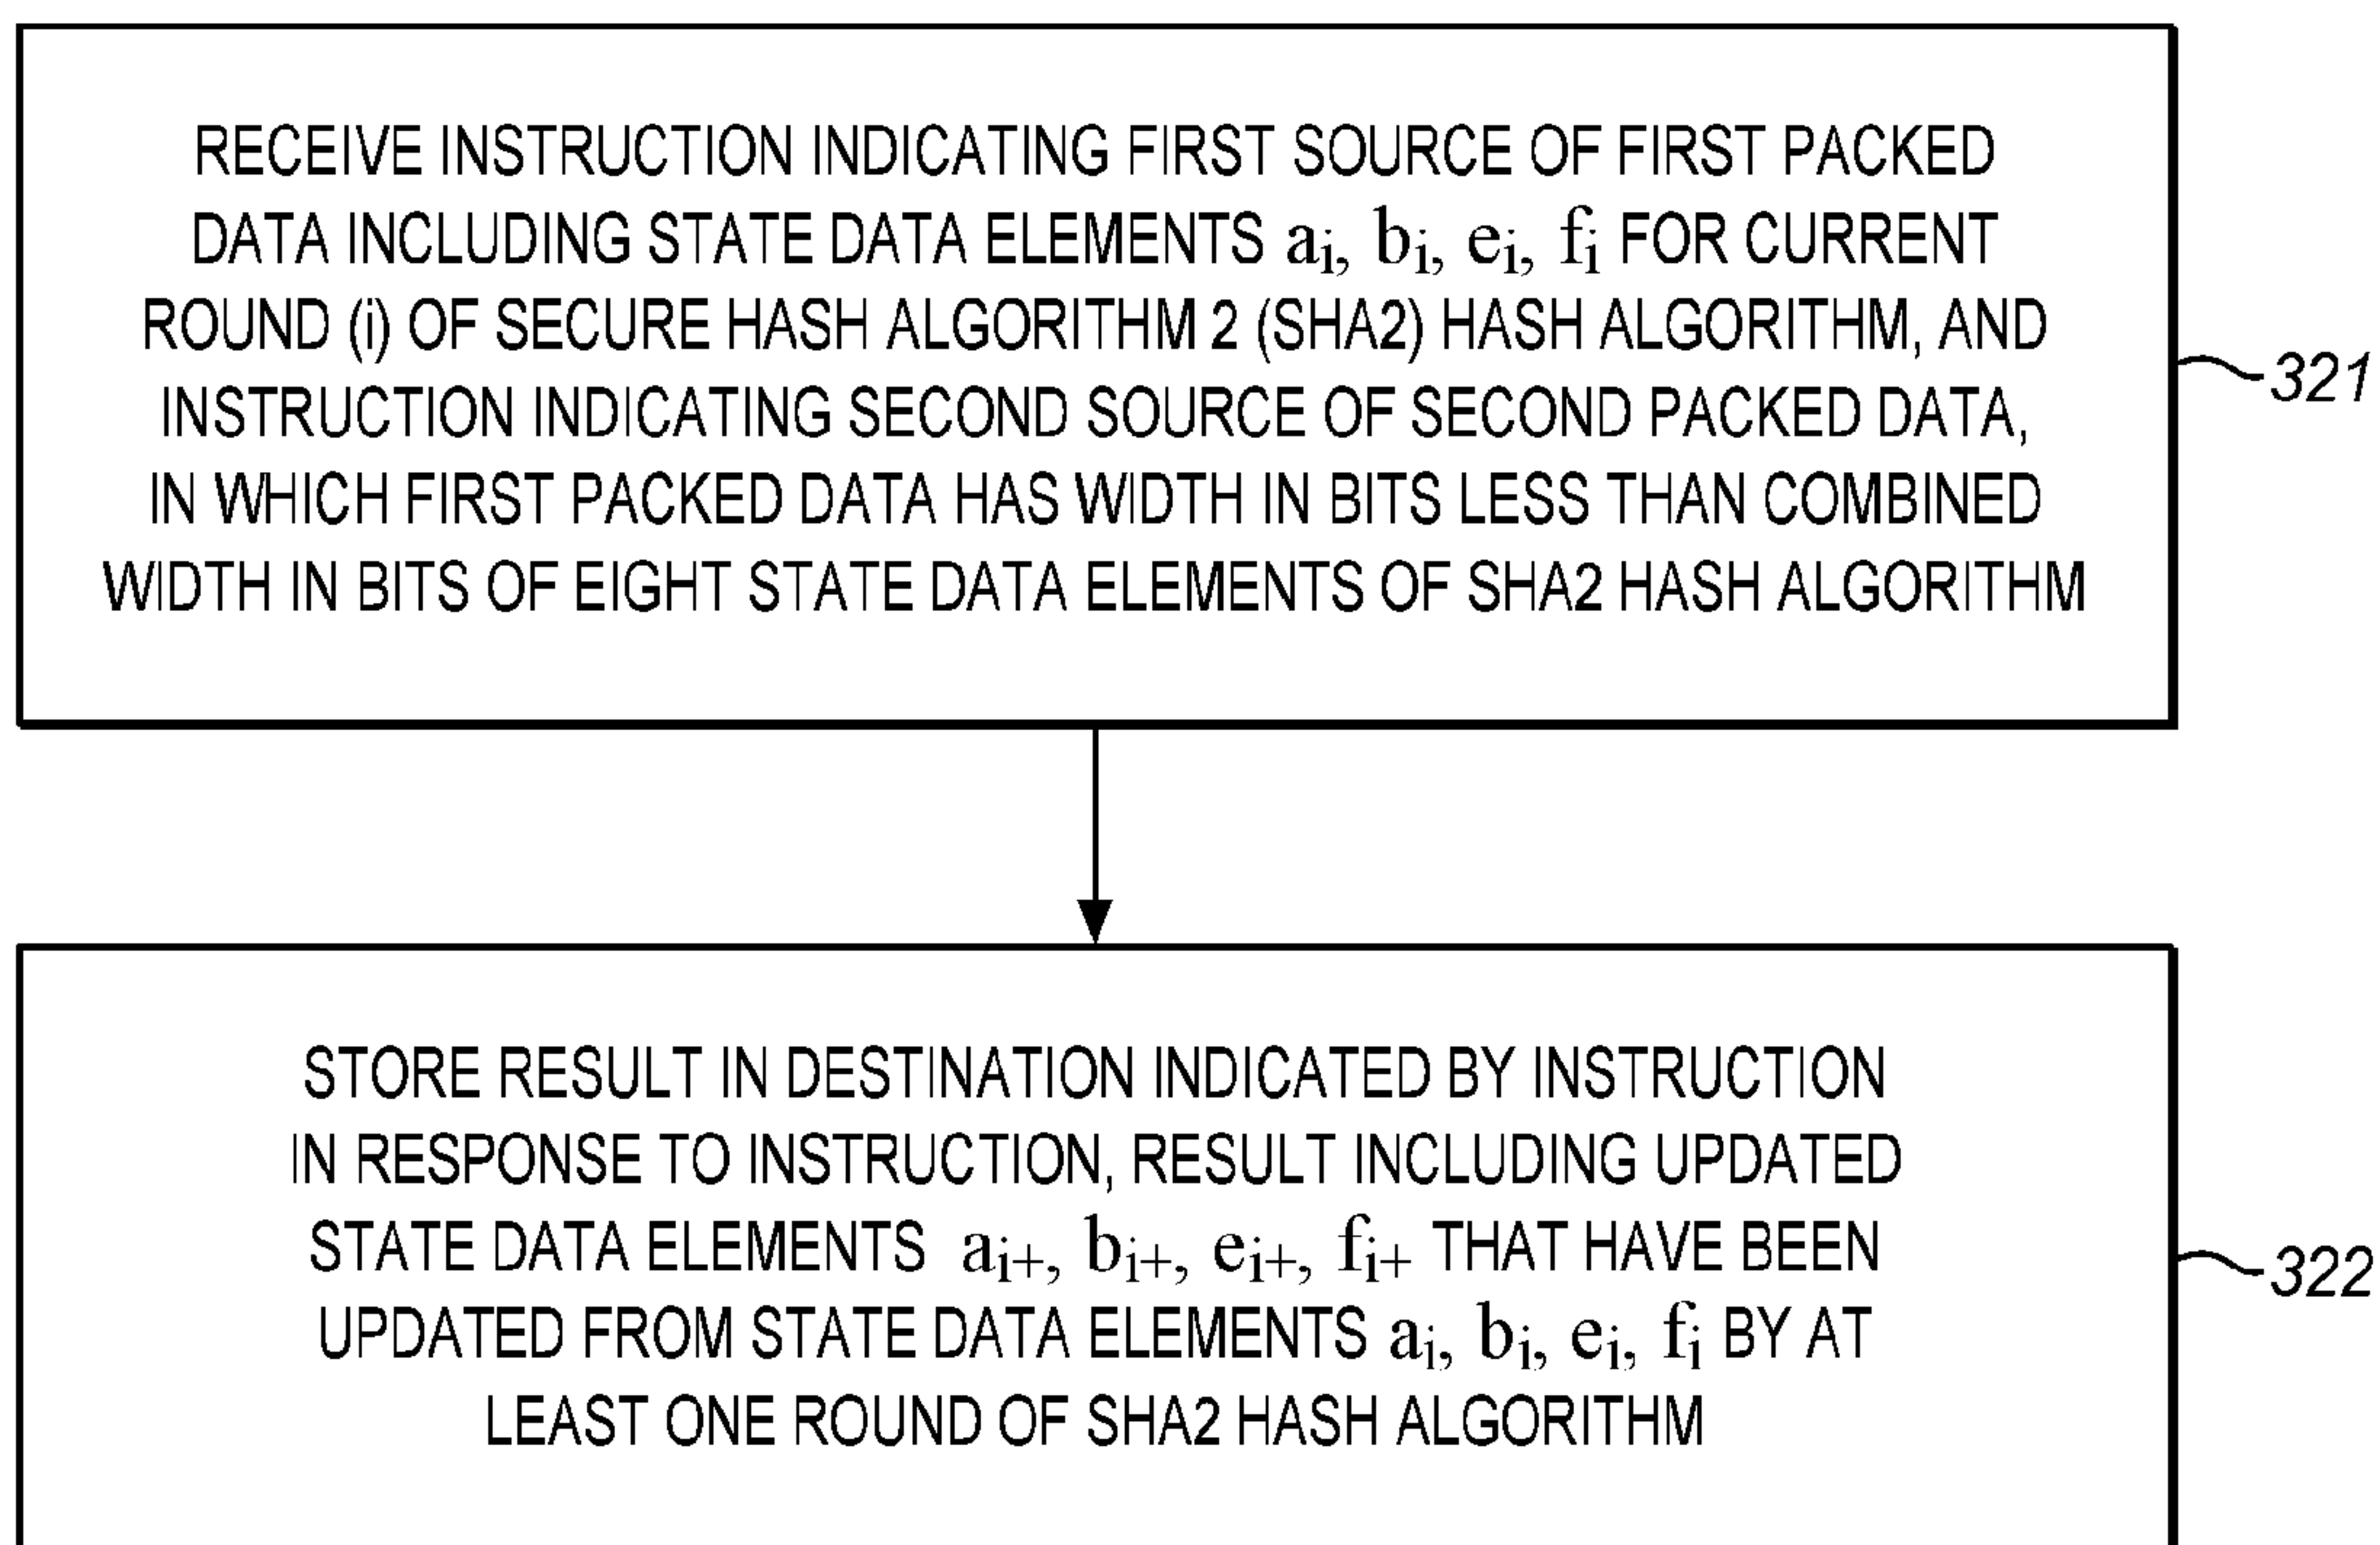 RECEIVE INSTRUCTION INDICATING FIRST SOURCE OF FIRST PACKED
DATA INCLUDING STATE DATA ELEMENTS aᵢ, bᵢ, eᵢ, fᵢ FOR CURRENT
ROUND (i) OF SECURE HASH ALGORITHM 2 (SHA2) HASH ALGORITHM, AND
INSTRUCTION INDICATING SECOND SOURCE OF SECOND PACKED DATA,
IN WHICH FIRST PACKED DATA HAS WIDTH IN BITS LESS THAN COMBINED
WIDTH IN BITS OF EIGHT STATE DATA ELEMENTS OF SHA2 HASH ALGORITHM
321
STORE RESULT IN DESTINATION INDICATED BY INSTRUCTION
IN RESPONSE TO INSTRUCTION, RESULT INCLUDING UPDATED
STATE DATA ELEMENTS aᵢ₊, bᵢ₊, eᵢ₊, fᵢ₊ THAT HAVE BEEN
UPDATED FROM STATE DATA ELEMENTS aᵢ, bᵢ, eᵢ, fᵢ BY AT
LEAST ONE ROUND OF SHA2 HASH ALGORITHM
322